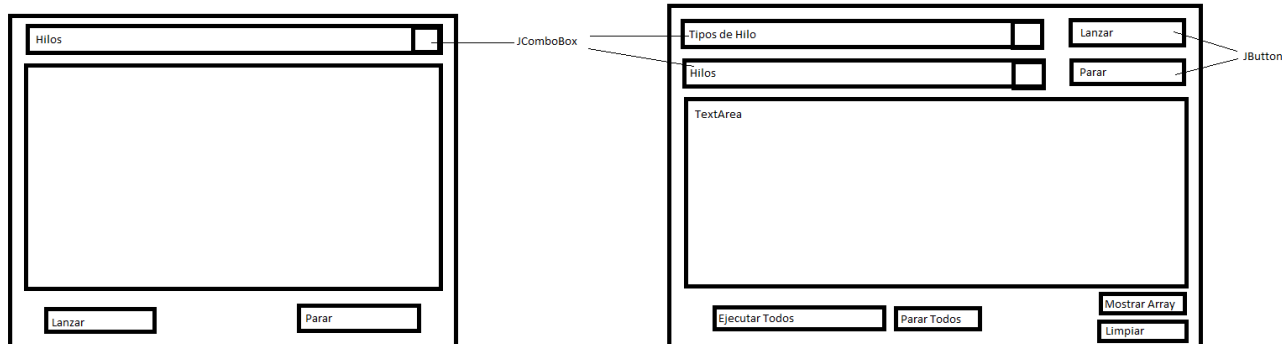 Hilos
JComboBox
Lanzar
Parar
Tipos de Hilo
Lanzar
Hilos
Parar
JButton
TextArea
Ejecutar Todos
Parar Todos
Mostrar Array
Limpiar